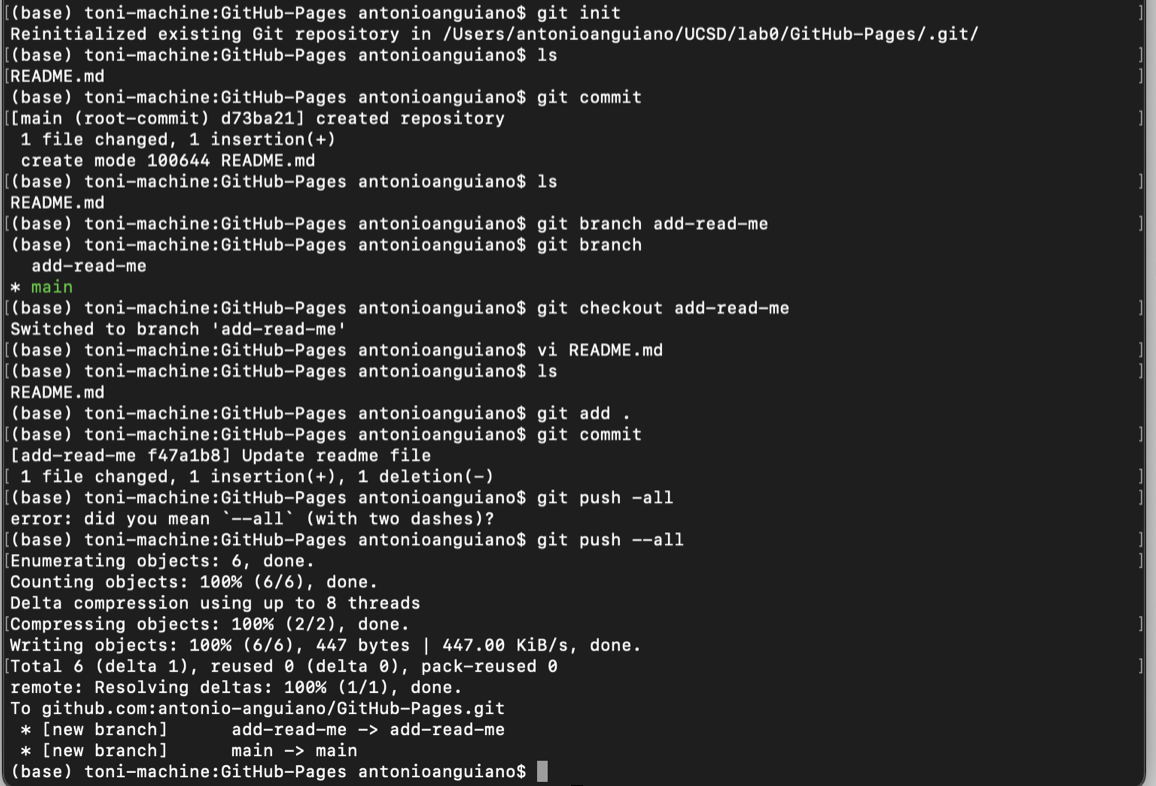 [(base) toni-machine:GitHub-Pages antonioanguiano$ git init ]
Reinitialized existing Git repository in /Users/antonioanguiano/UCSD/lab0/GitHub-Pages/.git/
[(base) toni-machine:GitHub-Pages antonioanguiano$ ls ]
[README.md ]
(base) toni-machine:GitHub-Pages antonioanguiano$ git commit
[[main (root-commit) d73ba21] created repository ]
1 file changed, 1 insertion(+)
create mode 100644 README.md
[(base) toni-machine:GitHub-Pages antonioanguiano$ ls ]
README.md
[(base) toni-machine:GitHub-Pages antonioanguiano$ git branch add-read-me ]
(base) toni-machine:GitHub-Pages antonioanguiano$ git branch
add-read-me
* main
[(base) toni-machine:GitHub-Pages antonioanguiano$ git checkout add-read-me ]
Switched to branch 'add-read-me'
[(base) toni-machine:GitHub-Pages antonioanguiano$ vi README.md ]
[(base) toni-machine:GitHub-Pages antonioanguiano$ ls ]
README.md
(base) toni-machine:GitHub-Pages antonioanguiano$ git add .
[(base) toni-machine:GitHub-Pages antonioanguiano$ git commit ]
[add-read-me f47a1b8] Update readme file
[ 1 file changed, 1 insertion(+), 1 deletion(-) ]
[(base) toni-machine:GitHub-Pages antonioanguiano$ git push -all ]
error: did you mean `--all` (with two dashes)?
[(base) toni-machine:GitHub-Pages antonioanguiano$ git push --all ]
[Enumerating objects: 6, done. ]
Counting objects: 100% (6/6), done.
Delta compression using up to 8 threads
[Compressing objects: 100% (2/2), done. ]
Writing objects: 100% (6/6), 447 bytes | 447.00 KiB/s, done.
[Total 6 (delta 1), reused 0 (delta 0), pack-reused 0 ]
remote: Resolving deltas: 100% (1/1), done.
To github.com:antonio-anguiano/GitHub-Pages.git
* [new branch] add-read-me -> add-read-me
* [new branch] main -> main
(base) toni-machine:GitHub-Pages antonioanguiano$